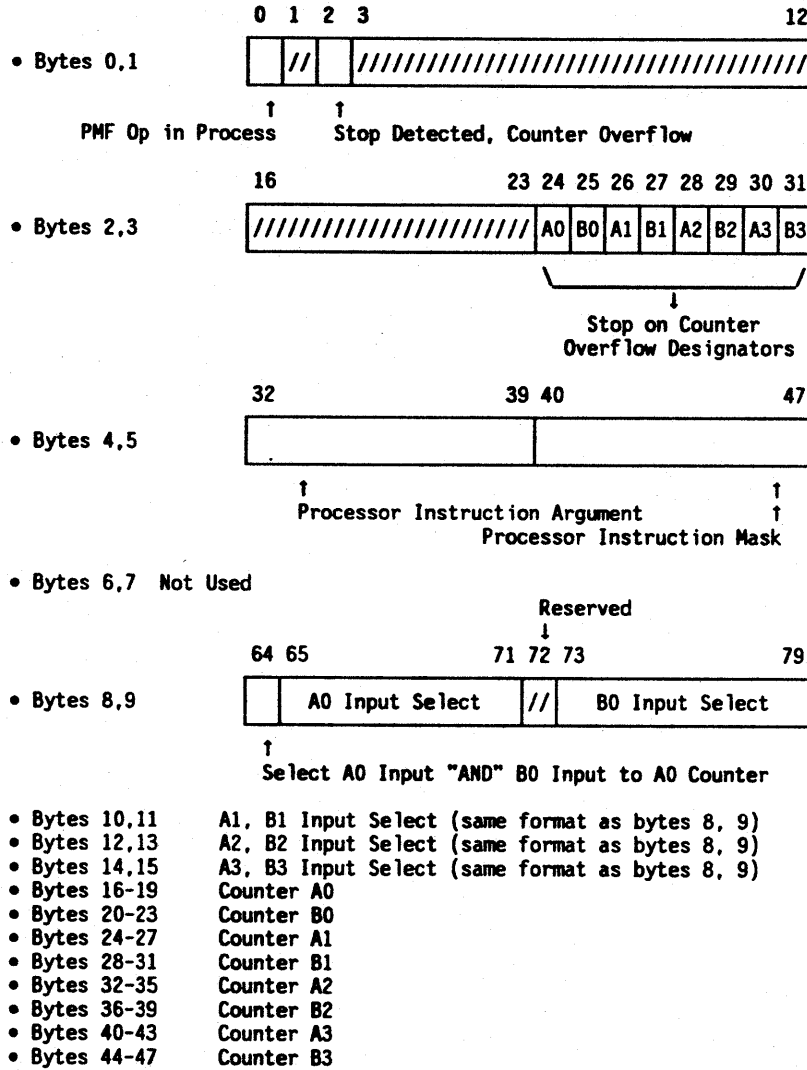 0 1 2 3 12
• Bytes 0,1 // ///////////////////////////////////////
↑ ↑
PMF Op in Process Stop Detected, Counter Overflow
16 23 24 25 26 27 28 29 30 31
• Bytes 2,3 //////////////////////// A0 B0 A1 B1 A2 B2 A3 B3
↓
Stop on Counter
Overflow Designators
32 39 40 47
• Bytes 4,5
↑ ↑
Processor Instruction Argument ↑
Processor Instruction Mask
• Bytes 6,7 Not Used
Reserved
↓
64 65 71 72 73 79
• Bytes 8,9 A0 Input Select // B0 Input Select
↑
Select A0 Input "AND" B0 Input to A0 Counter
• Bytes 10,11 A1, B1 Input Select (same format as bytes 8, 9)
• Bytes 12,13 A2, B2 Input Select (same format as bytes 8, 9)
• Bytes 14,15 A3, B3 Input Select (same format as bytes 8, 9)
• Bytes 16-19 Counter A0
• Bytes 20-23 Counter B0
• Bytes 24-27 Counter A1
• Bytes 28-31 Counter B1
• Bytes 32-35 Counter A2
• Bytes 36-39 Counter B2
• Bytes 40-43 Counter A3
• Bytes 44-47 Counter B3